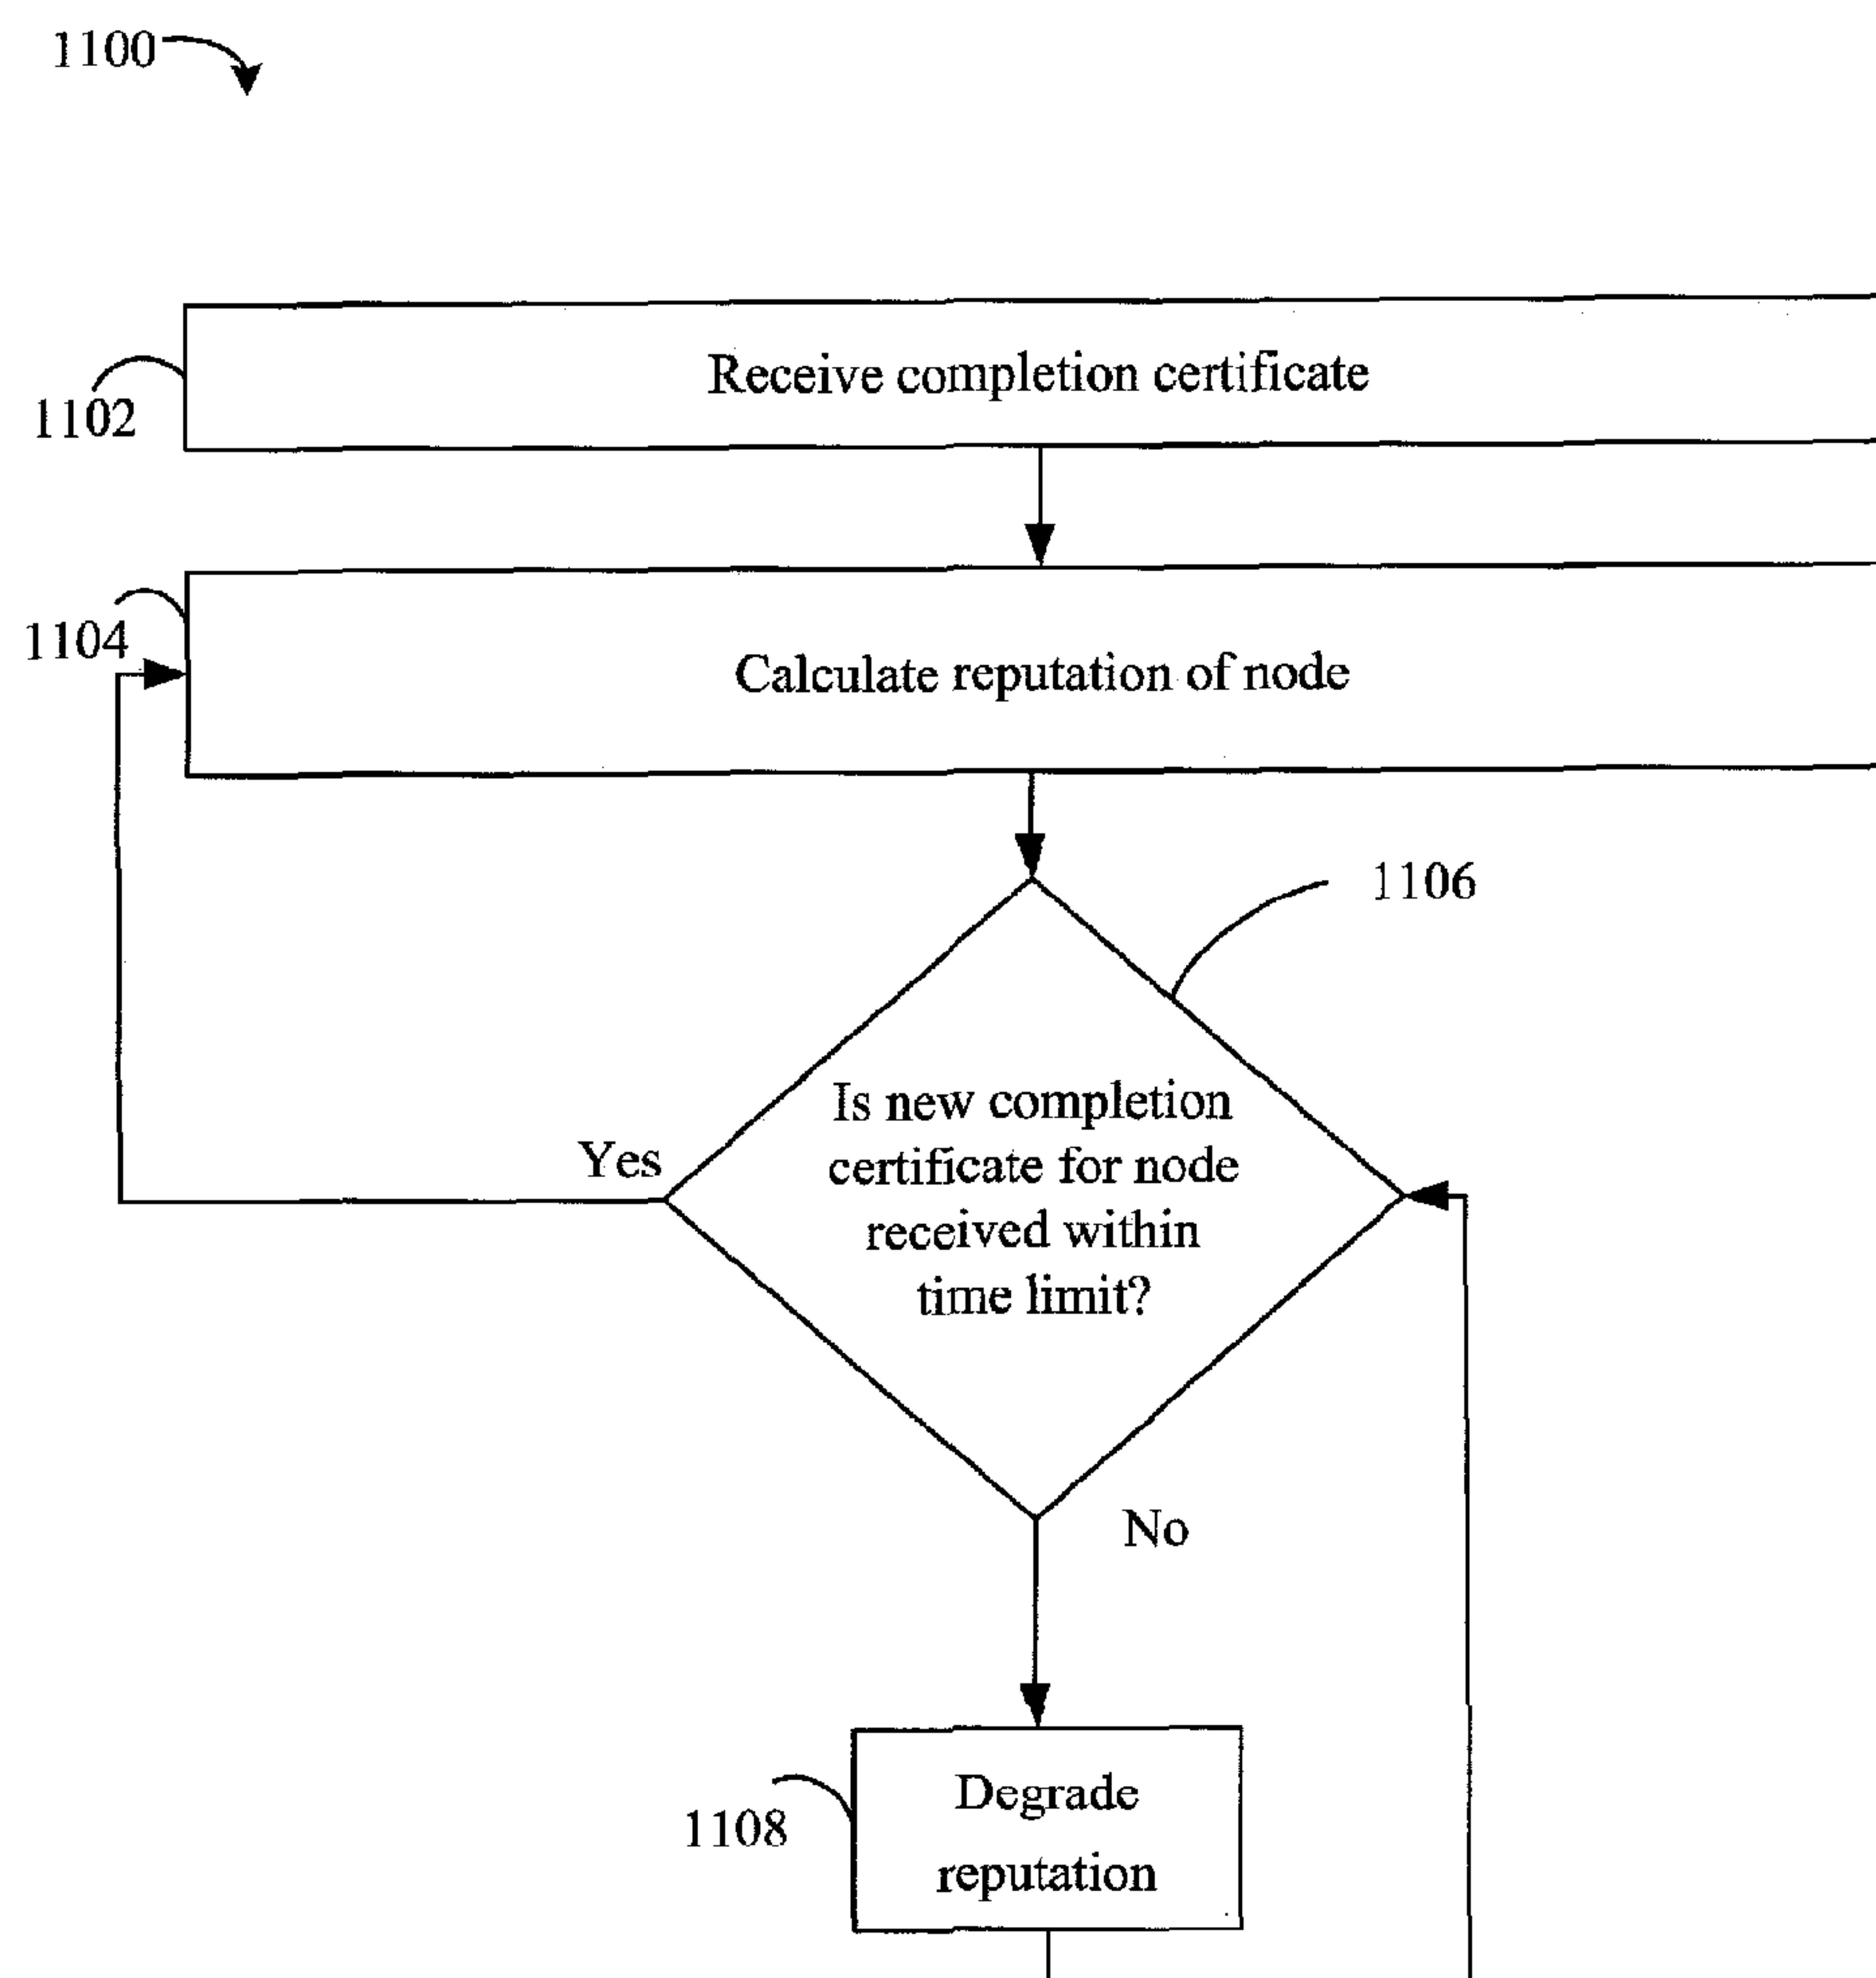 1100
Receive completion certificate
1102
1104
Calculate reputation of node
1106
Is new completion
certificate for node
received within
time limit?
Yes
No
Degrade
reputation
1108